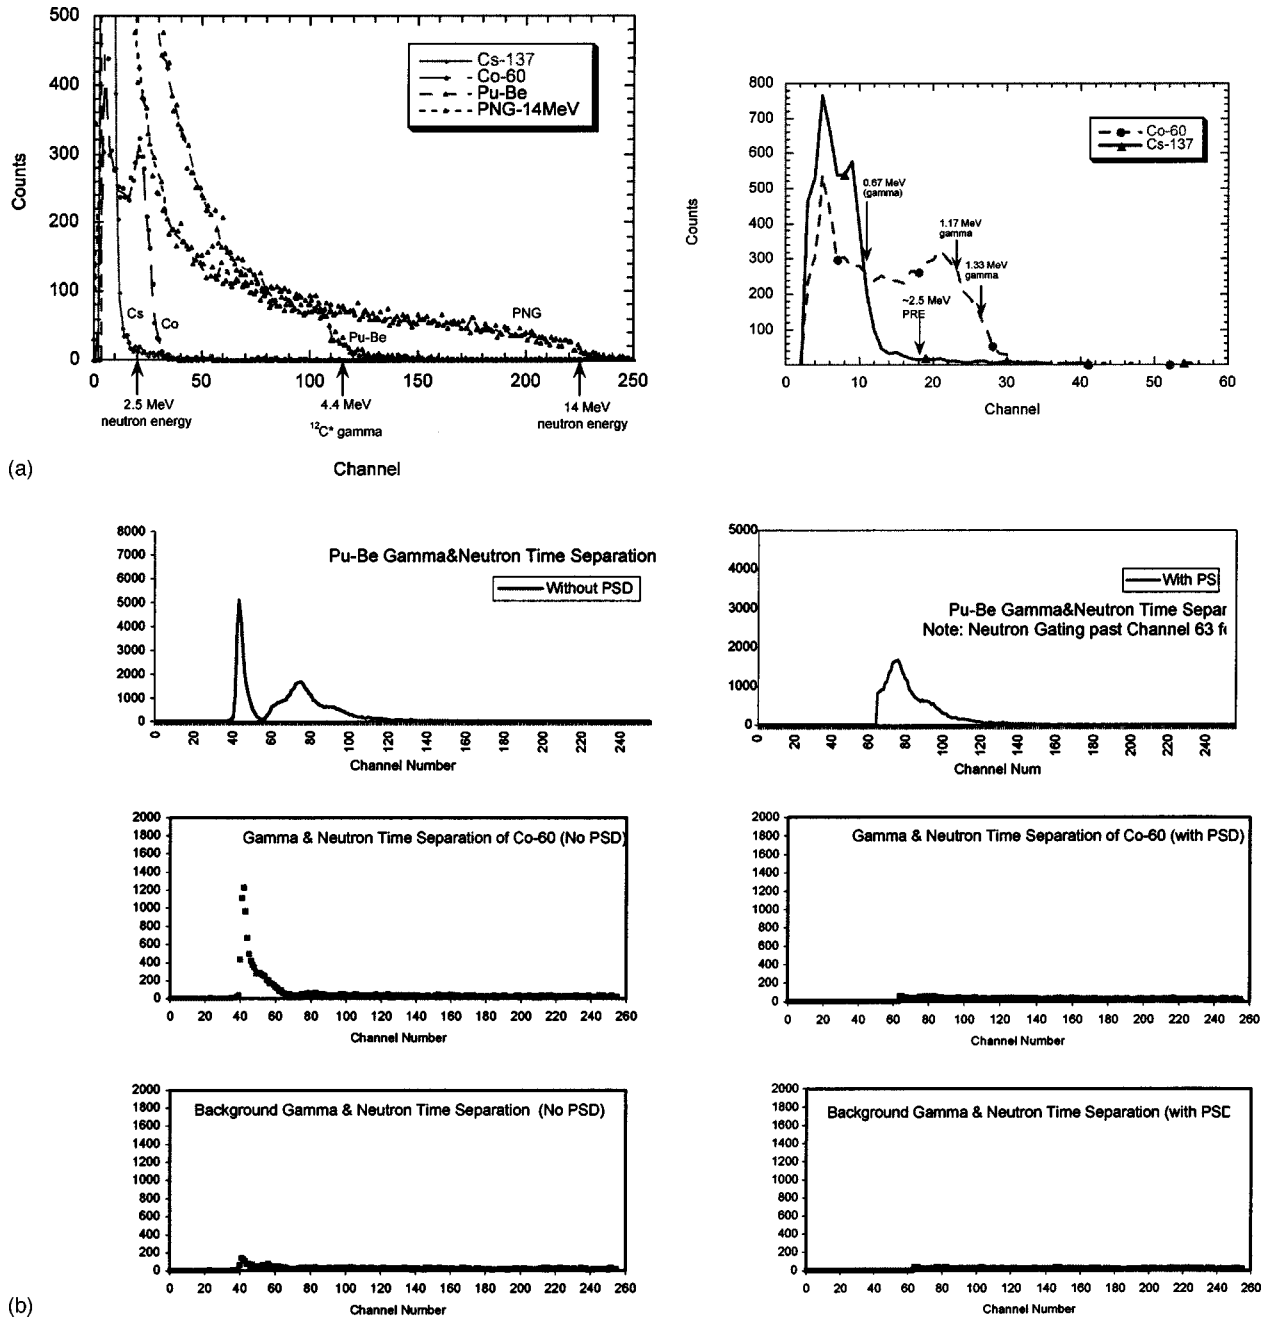 500
400
300
200
100
0
Counts
Cs-137
Co-60
Pu-Be
PNG-14MeV
Cs
Co
Pu-Be
PNG
0 50 100 150 200 250
2.5 MeV
neutron energy
4.4 MeV
12C* gamma
14 MeV
neutron energy
Channel
(a)
800
700
600
500
400
300
200
100
Counts
Co-60
Cs-137
0.67 MeV
(gamma)
1.17 MeV
gamma
1.33 MeV
gamma
~2.5 MeV
PRE
0 10 20 30 40 50 60
Channel
8000
7000
6000
5000
4000
3000
2000
1000
0
Pu-Be Gamma&Neutron Time Separation
Without PSD
0 20 40 60 80 100 120 140 160 180 200 220 240
Channel Number
5000
4000
3000
2000
1000
0
With PS
Pu-Be Gamma&Neutron Time Separ
Note: Neutron Gating past Channel 63 fo
0 20 40 60 80 100 120 140 160 180 200 220 240
Channel Num
2000
1800
1600
1400
1200
1000
800
600
400
200
0
Gamma & Neutron Time Separation of Co-60 (No PSD)
0 20 40 60 80 100 120 140 160 180 200 220 240 260
Channel Number
2000
1800
1600
1400
1200
1000
800
600
400
200
0
Gamma & Neutron Time Separation of Co-60 (with PSD)
0 20 40 60 80 100 120 140 160 180 200 220 240 260
Channel Number
2000
1800
1600
1400
1200
1000
800
600
400
200
0
Background Gamma & Neutron Time Separation (No PSD)
0 20 40 60 80 100 120 140 160 180 200 220 240 260
Channel Number
2000
1800
1600
1400
1200
1000
800
600
400
200
0
Background Gamma & Neutron Time Separation (with PSD
0 20 40 60 80 100 120 140 160 180 200 220 240 260
Channel Number
(b)